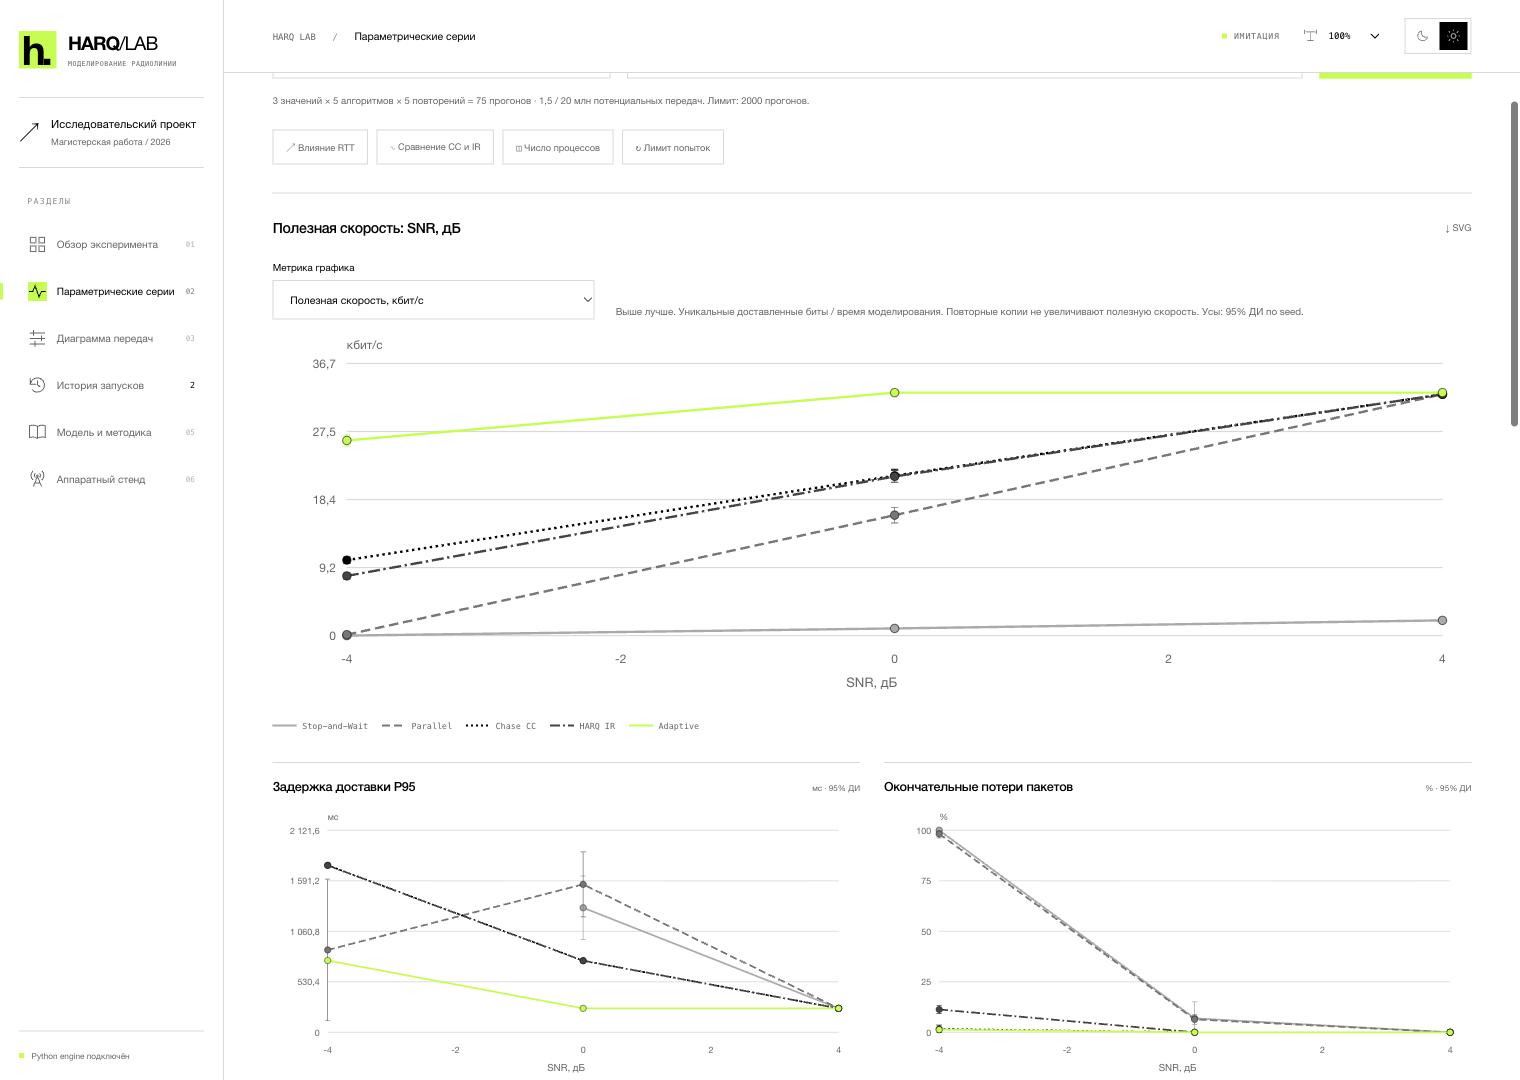 h.
HARQ/LAB
МОДЕЛИРОВАНИЕ РАДИОЛИНИИ
Исследовательский проект
Магистерская работа / 2026
РАЗДЕЛЫ
Обзор эксперимента 01
Параметрические серии 02
Диаграмма передач 03
История запусков 2
Модель и методика 05
Аппаратный стенд 06
Python engine подключён
HARQ LAB / Параметрические серии
ИМИТАЦИЯ
100%
3 значений × 5 алгоритмов × 5 повторений = 75 прогонов · 1,5 / 20 млн потенциальных передач. Лимит: 2000 прогонов.
↗ Влияние RTT
∿ Сравнение CC и IR
◫ Число процессов
↻ Лимит попыток
Полезная скорость: SNR, дБ
↓ SVG
Метрика графика
Полезная скорость, кбит/с
Выше лучше. Уникальные доставленные биты / время моделирования. Повторные копии не увеличивают полезную скорость. Усы: 95% ДИ по seed.
кбит/с
36,7
27,5
18,4
9,2
0
-4 -2 0 2 4
SNR, дБ
Stop-and-Wait Parallel Chase CC HARQ IR Adaptive
Задержка доставки P95
мс · 95% ДИ
мс
2 121,6
1 591,2
1 060,8
530,4
0
-4 -2 0 2 4
SNR, дБ
Окончательные потери пакетов
% · 95% ДИ
%
100
75
50
25
0
-4 -2 0 2 4
SNR, дБ